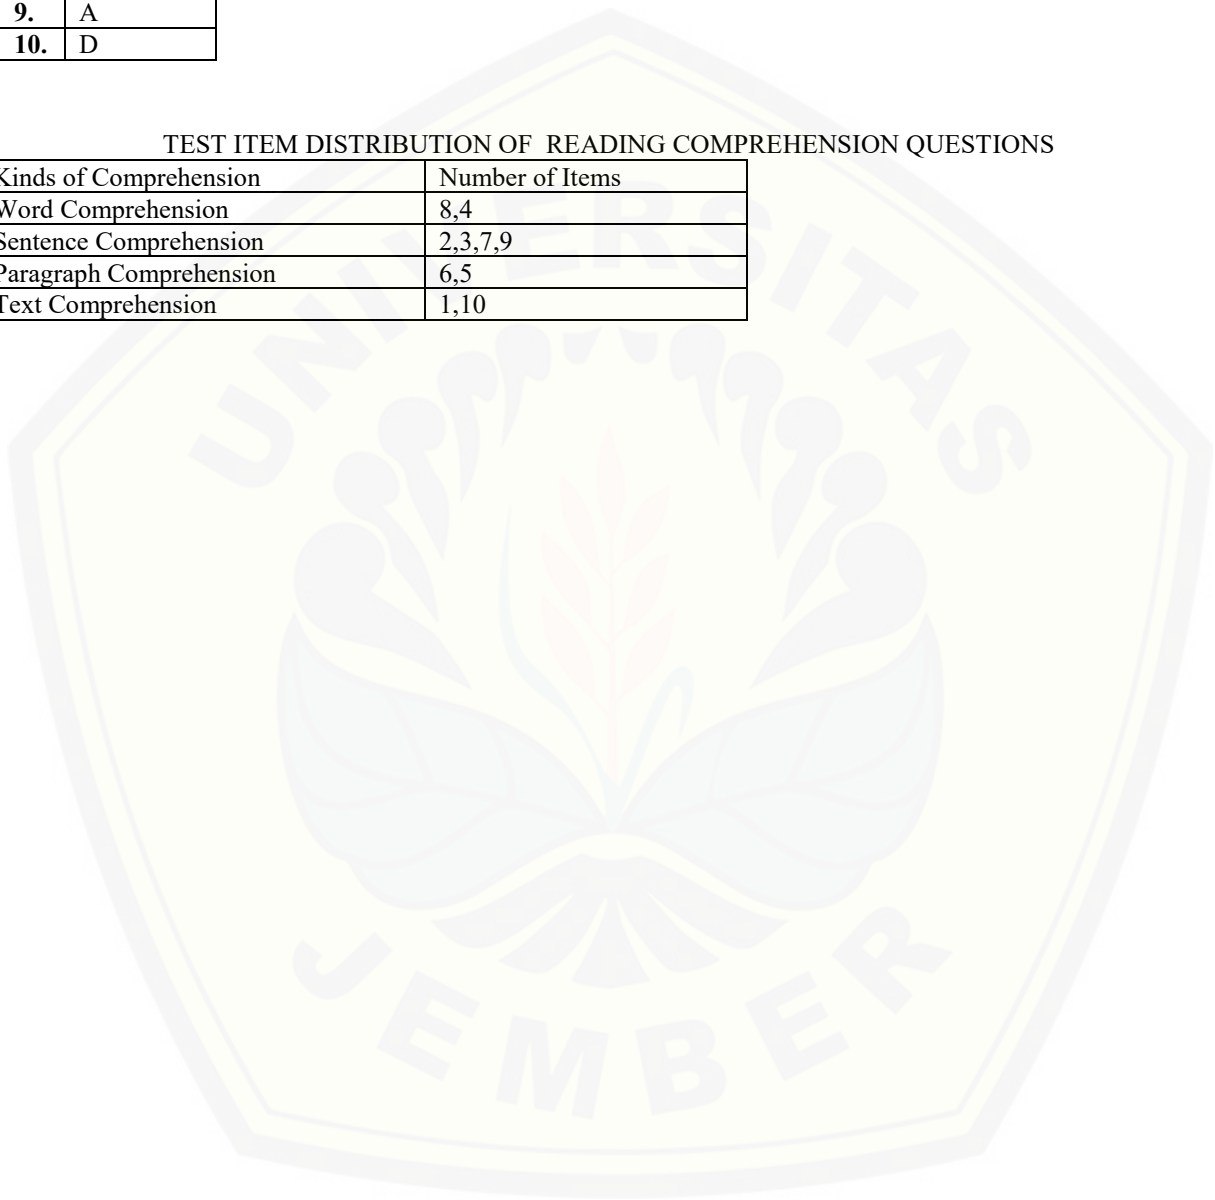 9. A
10. D
TEST ITEM DISTRIBUTION OF READING COMPREHENSION QUESTIONS
Kinds of Comprehension Number of Items
Word Comprehension 8,4
Sentence Comprehension 2,3,7,9
Paragraph Comprehension 6,5
Text Comprehension 1,10
UNIVERSITAS
JEMBER